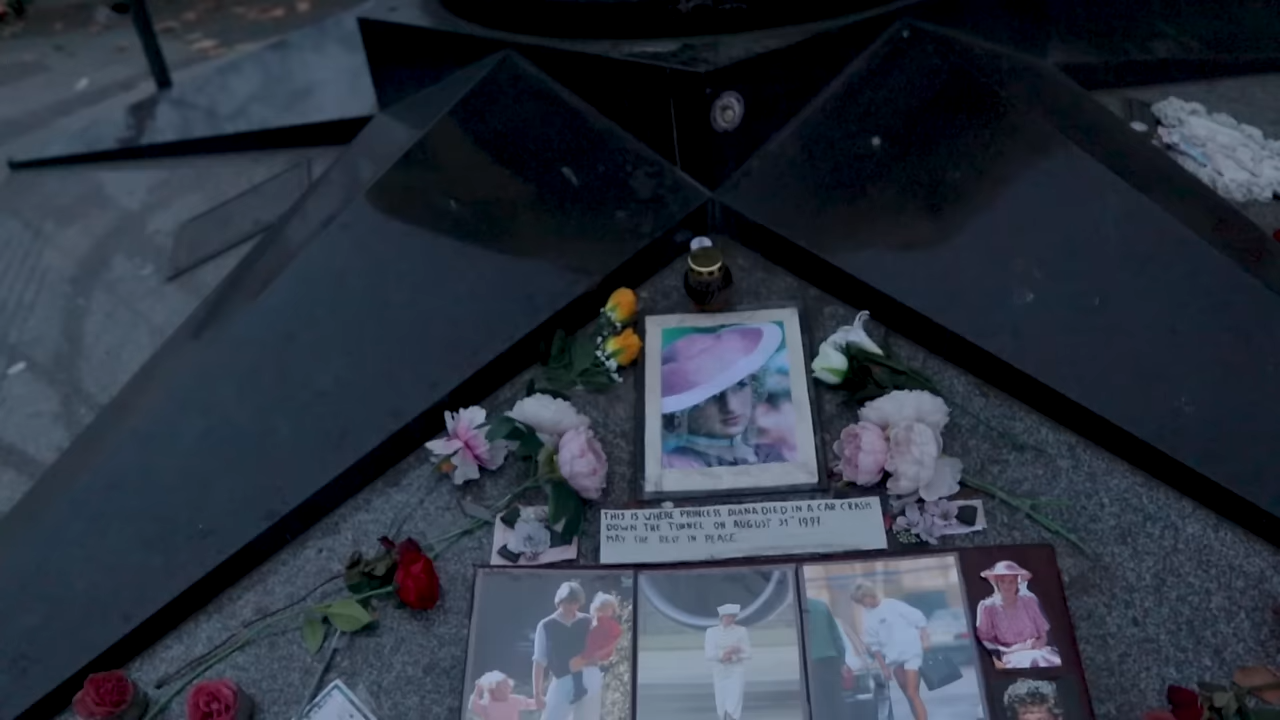 THIS IS WHERE PRINCESS DIANA DIED IN A CAR CRASH
DOWN THE TUNNEL ON AUGUST 31ST 1997.
MAY SHE REST IN PEACE.